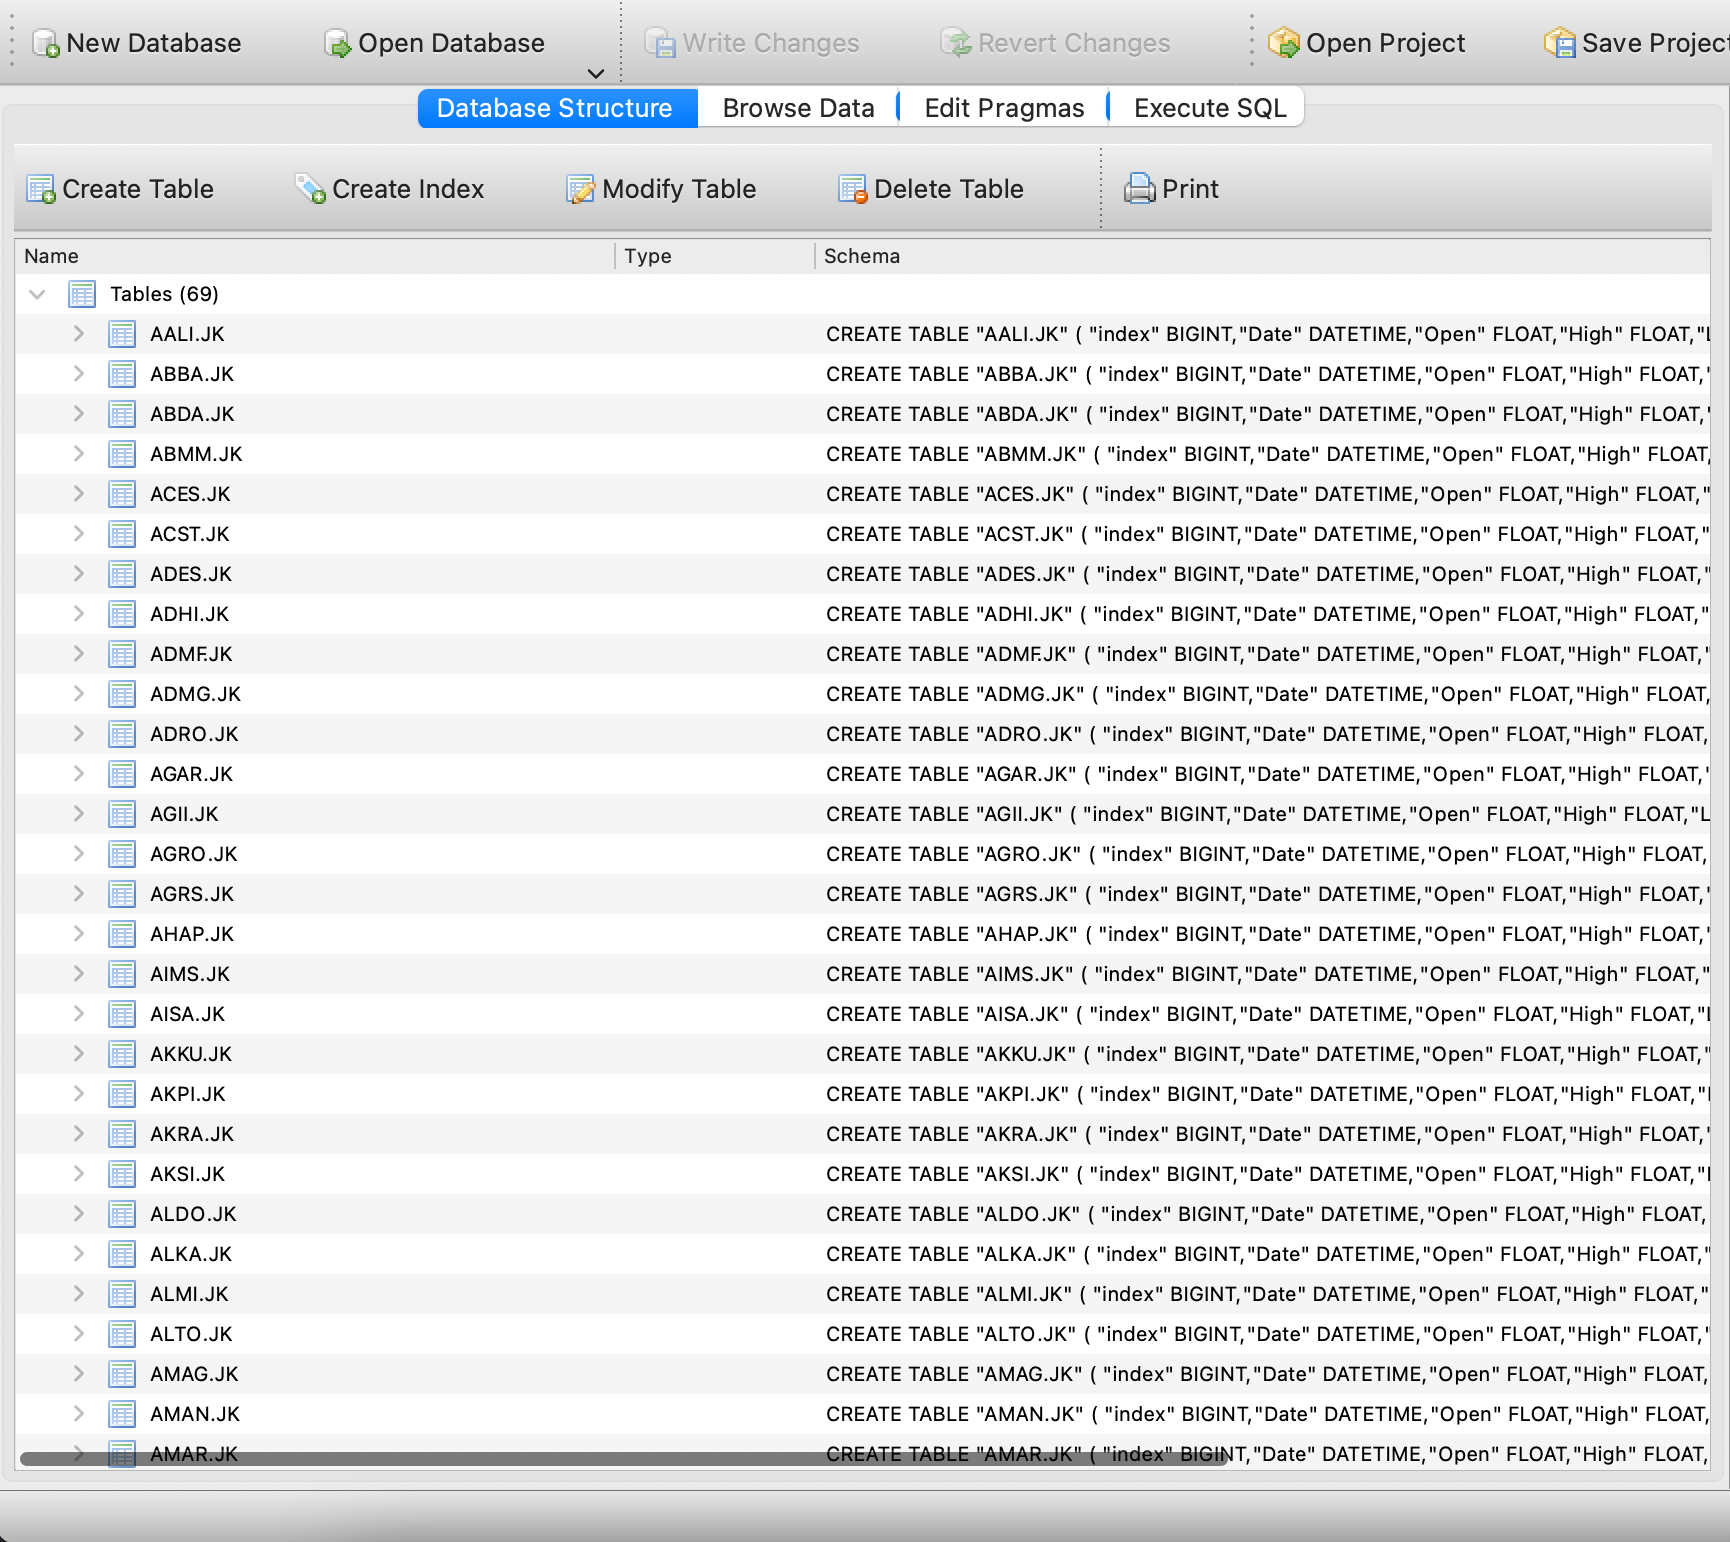 New Database Open Database Write Changes Revert Changes Open Project Save Project
Database Structure Browse Data Edit Pragmas Execute SQL
Create Table Create Index Modify Table Delete Table Print
Name Type Schema
Tables (69)
AALI.JK CREATE TABLE "AALI.JK" ( "index" BIGINT,"Date" DATETIME,"Open" FLOAT,"High" FLOAT,"L
ABBA.JK CREATE TABLE "ABBA.JK" ( "index" BIGINT,"Date" DATETIME,"Open" FLOAT,"High" FLOAT,"
ABDA.JK CREATE TABLE "ABDA.JK" ( "index" BIGINT,"Date" DATETIME,"Open" FLOAT,"High" FLOAT,"
ABMM.JK CREATE TABLE "ABMM.JK" ( "index" BIGINT,"Date" DATETIME,"Open" FLOAT,"High" FLOAT,
ACES.JK CREATE TABLE "ACES.JK" ( "index" BIGINT,"Date" DATETIME,"Open" FLOAT,"High" FLOAT,"
ACST.JK CREATE TABLE "ACST.JK" ( "index" BIGINT,"Date" DATETIME,"Open" FLOAT,"High" FLOAT,"
ADES.JK CREATE TABLE "ADES.JK" ( "index" BIGINT,"Date" DATETIME,"Open" FLOAT,"High" FLOAT,"
ADHI.JK CREATE TABLE "ADHI.JK" ( "index" BIGINT,"Date" DATETIME,"Open" FLOAT,"High" FLOAT,"
ADMF.JK CREATE TABLE "ADMF.JK" ( "index" BIGINT,"Date" DATETIME,"Open" FLOAT,"High" FLOAT,"
ADMG.JK CREATE TABLE "ADMG.JK" ( "index" BIGINT,"Date" DATETIME,"Open" FLOAT,"High" FLOAT,
ADRO.JK CREATE TABLE "ADRO.JK" ( "index" BIGINT,"Date" DATETIME,"Open" FLOAT,"High" FLOAT,
AGAR.JK CREATE TABLE "AGAR.JK" ( "index" BIGINT,"Date" DATETIME,"Open" FLOAT,"High" FLOAT,"
AGII.JK CREATE TABLE "AGII.JK" ( "index" BIGINT,"Date" DATETIME,"Open" FLOAT,"High" FLOAT,"L
AGRO.JK CREATE TABLE "AGRO.JK" ( "index" BIGINT,"Date" DATETIME,"Open" FLOAT,"High" FLOAT,
AGRS.JK CREATE TABLE "AGRS.JK" ( "index" BIGINT,"Date" DATETIME,"Open" FLOAT,"High" FLOAT,"
AHAP.JK CREATE TABLE "AHAP.JK" ( "index" BIGINT,"Date" DATETIME,"Open" FLOAT,"High" FLOAT,"
AIMS.JK CREATE TABLE "AIMS.JK" ( "index" BIGINT,"Date" DATETIME,"Open" FLOAT,"High" FLOAT,"
AISA.JK CREATE TABLE "AISA.JK" ( "index" BIGINT,"Date" DATETIME,"Open" FLOAT,"High" FLOAT,"L
AKKU.JK CREATE TABLE "AKKU.JK" ( "index" BIGINT,"Date" DATETIME,"Open" FLOAT,"High" FLOAT,"
AKPI.JK CREATE TABLE "AKPI.JK" ( "index" BIGINT,"Date" DATETIME,"Open" FLOAT,"High" FLOAT,"L
AKRA.JK CREATE TABLE "AKRA.JK" ( "index" BIGINT,"Date" DATETIME,"Open" FLOAT,"High" FLOAT,"
AKSI.JK CREATE TABLE "AKSI.JK" ( "index" BIGINT,"Date" DATETIME,"Open" FLOAT,"High" FLOAT,"L
ALDO.JK CREATE TABLE "ALDO.JK" ( "index" BIGINT,"Date" DATETIME,"Open" FLOAT,"High" FLOAT,
ALKA.JK CREATE TABLE "ALKA.JK" ( "index" BIGINT,"Date" DATETIME,"Open" FLOAT,"High" FLOAT,"
ALMI.JK CREATE TABLE "ALMI.JK" ( "index" BIGINT,"Date" DATETIME,"Open" FLOAT,"High" FLOAT,"
ALTO.JK CREATE TABLE "ALTO.JK" ( "index" BIGINT,"Date" DATETIME,"Open" FLOAT,"High" FLOAT,"
AMAG.JK CREATE TABLE "AMAG.JK" ( "index" BIGINT,"Date" DATETIME,"Open" FLOAT,"High" FLOAT,
AMAN.JK CREATE TABLE "AMAN.JK" ( "index" BIGINT,"Date" DATETIME,"Open" FLOAT,"High" FLOAT,
AMAR.JK CREATE TABLE "AMAR.JK" ( "index" BIGINT,"Date" DATETIME,"Open" FLOAT,"High" FLOAT,